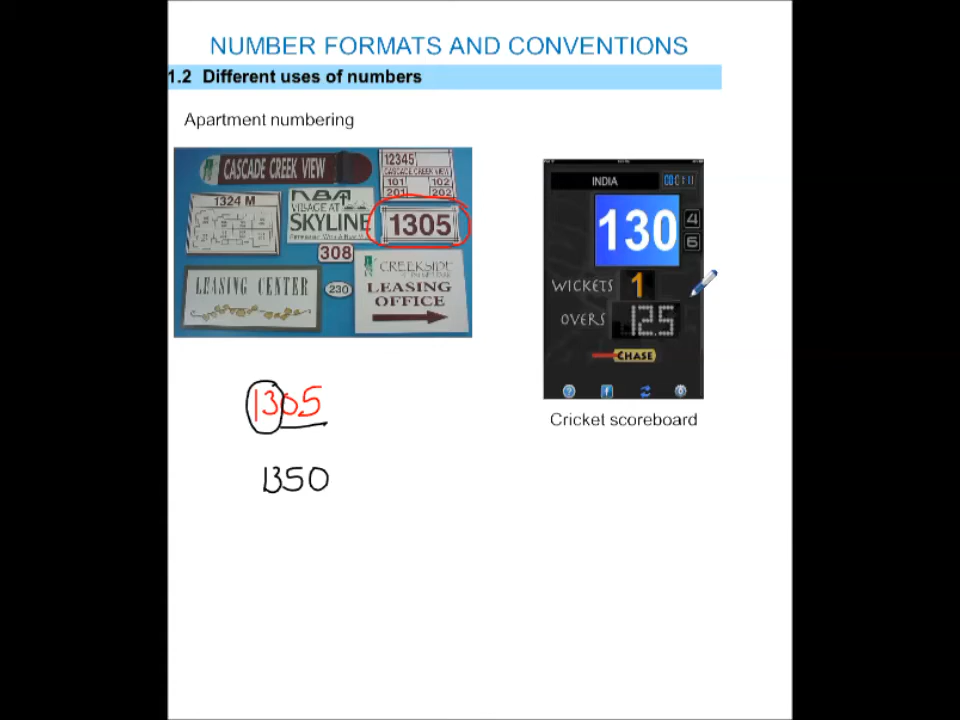 NUMBER FORMATS AND CONVENTIONS
1.2 Different uses of numbers
Apartment numbering
CASCADE CREEK VIEW
12345
CASCADE CREEK VIEW
101 102
201 202
1324 M
VILLAGE AT
SKYLINE
1305
308
CREEKSIDE
LEASING
OFFICE
LEASING CENTER
230
INDIA
130
4
6
WICKETS 1
OVERS 12.5
CHASE
Cricket scoreboard
1305
1350